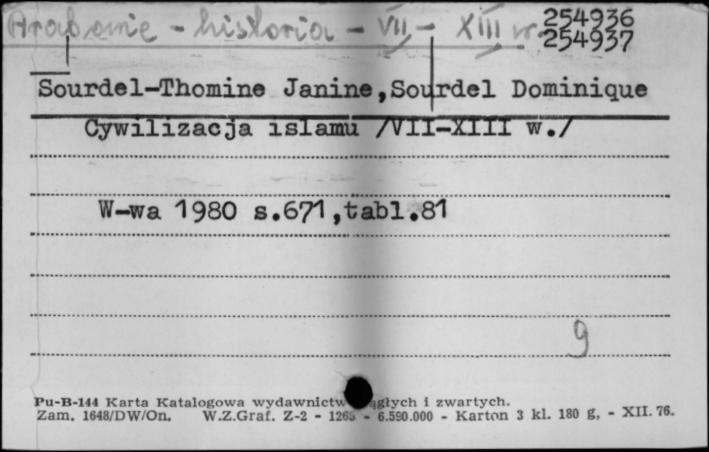 Arabowie - historia - VII - XIII w.
254936
254937
Sourdel-Thomine Janine,Sourdel Dominique
Cywilizacja islamu /VII-XIII w./
W-wa 1980 s.671,tabl.81
9
Pu-B-144 Karta Katalogowa wydawnictw ągłych i zwartych.
Zam. 1648/DW/On. W.Z.Graf. Z-2 - 1265 - 6.590.000 - Karton 3 kl. 180 g, - XII. 76.